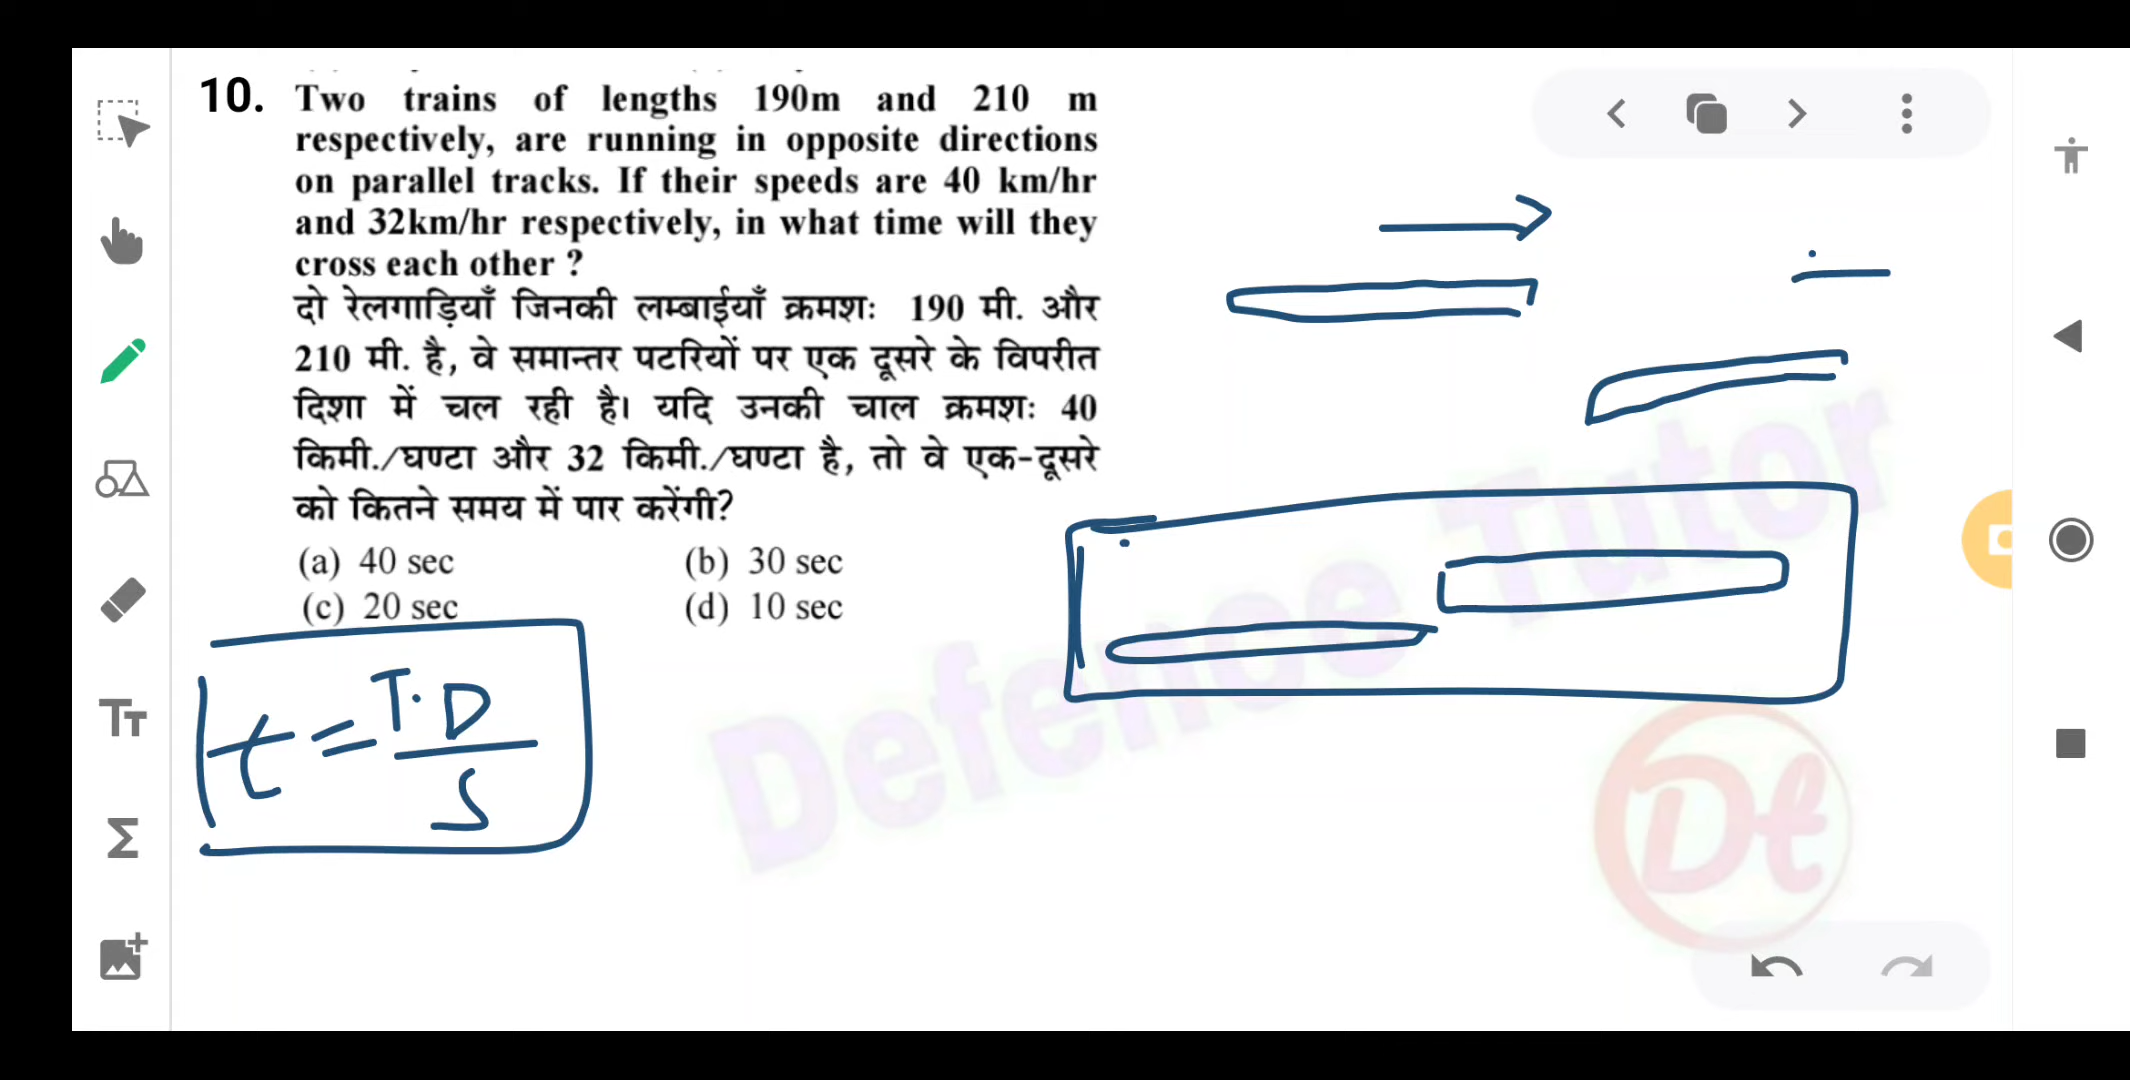 10. Two trains of lengths 190m and 210 m
respectively, are running in opposite directions
on parallel tracks. If their speeds are 40 km/hr
and 32km/hr respectively, in what time will they
cross each other ?
दो रेलगाड़ियाँ जिनकी लम्बाईयाँ क्रमशः 190 मी. और
210 मी. है, वे समान्तर पटरियों पर एक दूसरे के विपरीत
दिशा में चल रही है। यदि उनकी चाल क्रमशः 40
किमी./घण्टा और 32 किमी./घण्टा है, तो वे एक-दूसरे
को कितने समय में पार करेंगी?
(a) 40 sec (b) 30 sec
(c) 20 sec (d) 10 sec
t = T.D
S
Defence Tutor
Dt